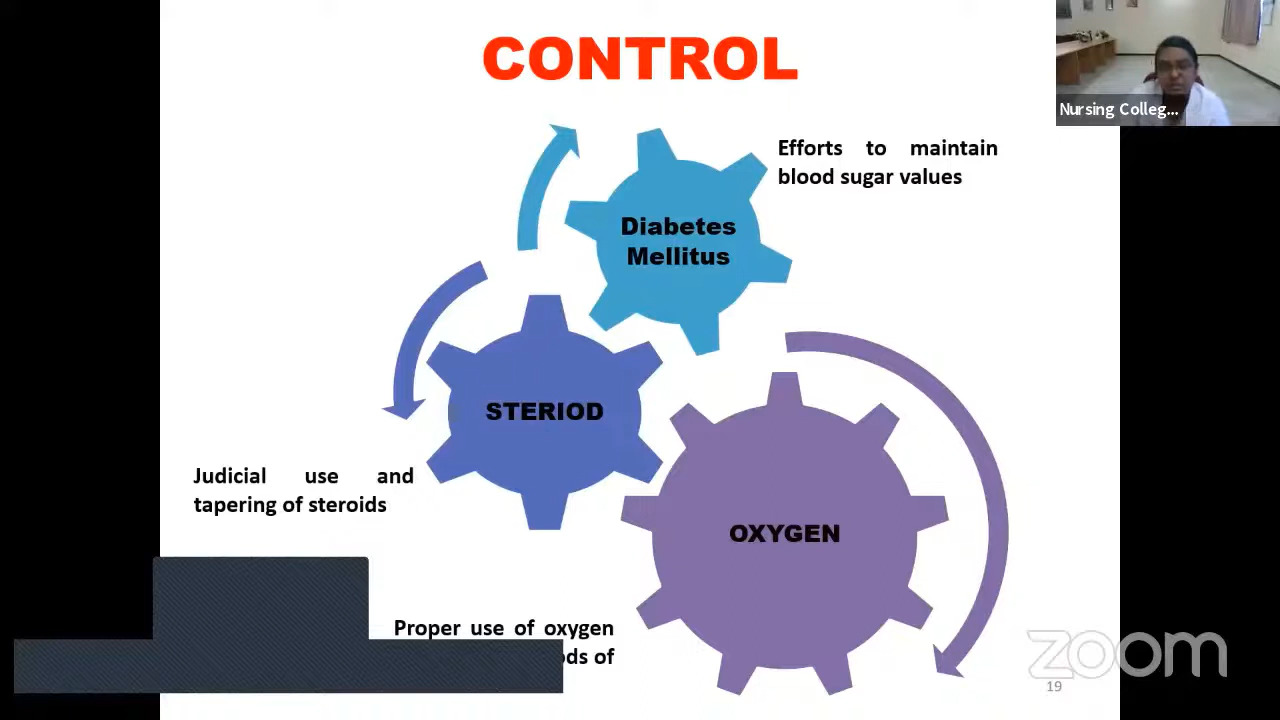 CONTROL
Nursing Colleg...
Efforts to maintain
blood sugar values
Diabetes
Mellitus
STERIOD
Judicial use and
tapering of steroids
OXYGEN
Proper use of oxygen
of
zoom
19